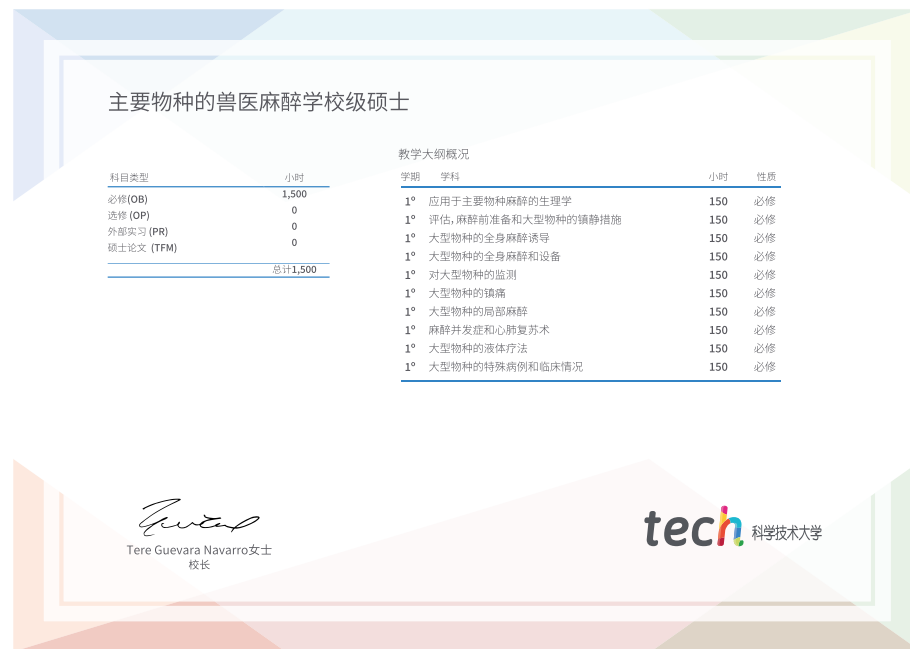 主要物种的兽医麻醉学校级硕士
科目类型 小时
必修(OB) 1,500
选修 (OP) 0
外部实习 (PR) 0
硕士论文 (TFM) 0
总计1,500
教学大纲概况
学期 学科 小时 性质
1º 应用于主要物种麻醉的生理学 150 必修
1º 评估, 麻醉前准备和大型物种的镇静措施 150 必修
1º 大型物种的全身麻醉诱导 150 必修
1º 大型物种的全身麻醉和设备 150 必修
1º 对大型物种的监测 150 必修
1º 大型物种的镇痛 150 必修
1º 大型物种的局部麻醉 150 必修
1º 麻醉并发症和心肺复苏术 150 必修
1º 大型物种的液体疗法 150 必修
1º 大型物种的特殊病例和临床情况 150 必修
Tere Guevara Navarro女士
校长
tech 科学技术大学